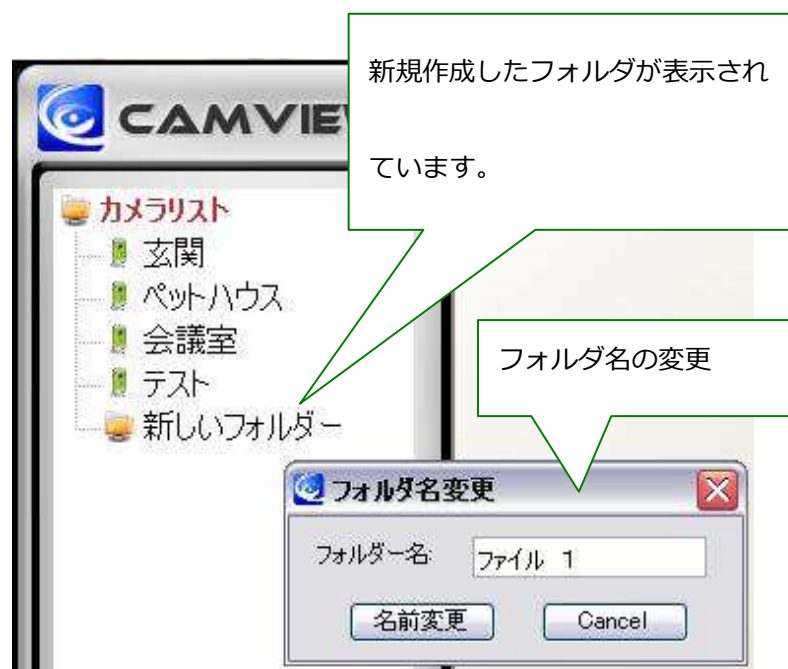 新規作成したフォルダが表示され
ています。
CAMVIE
カメラリスト
玄関
ペットハウス
会議室
テスト
新しいフォルダー
フォルダ名の変更
フォルダ名変更
フォルダー名:
ファイル 1
名前変更
Cancel